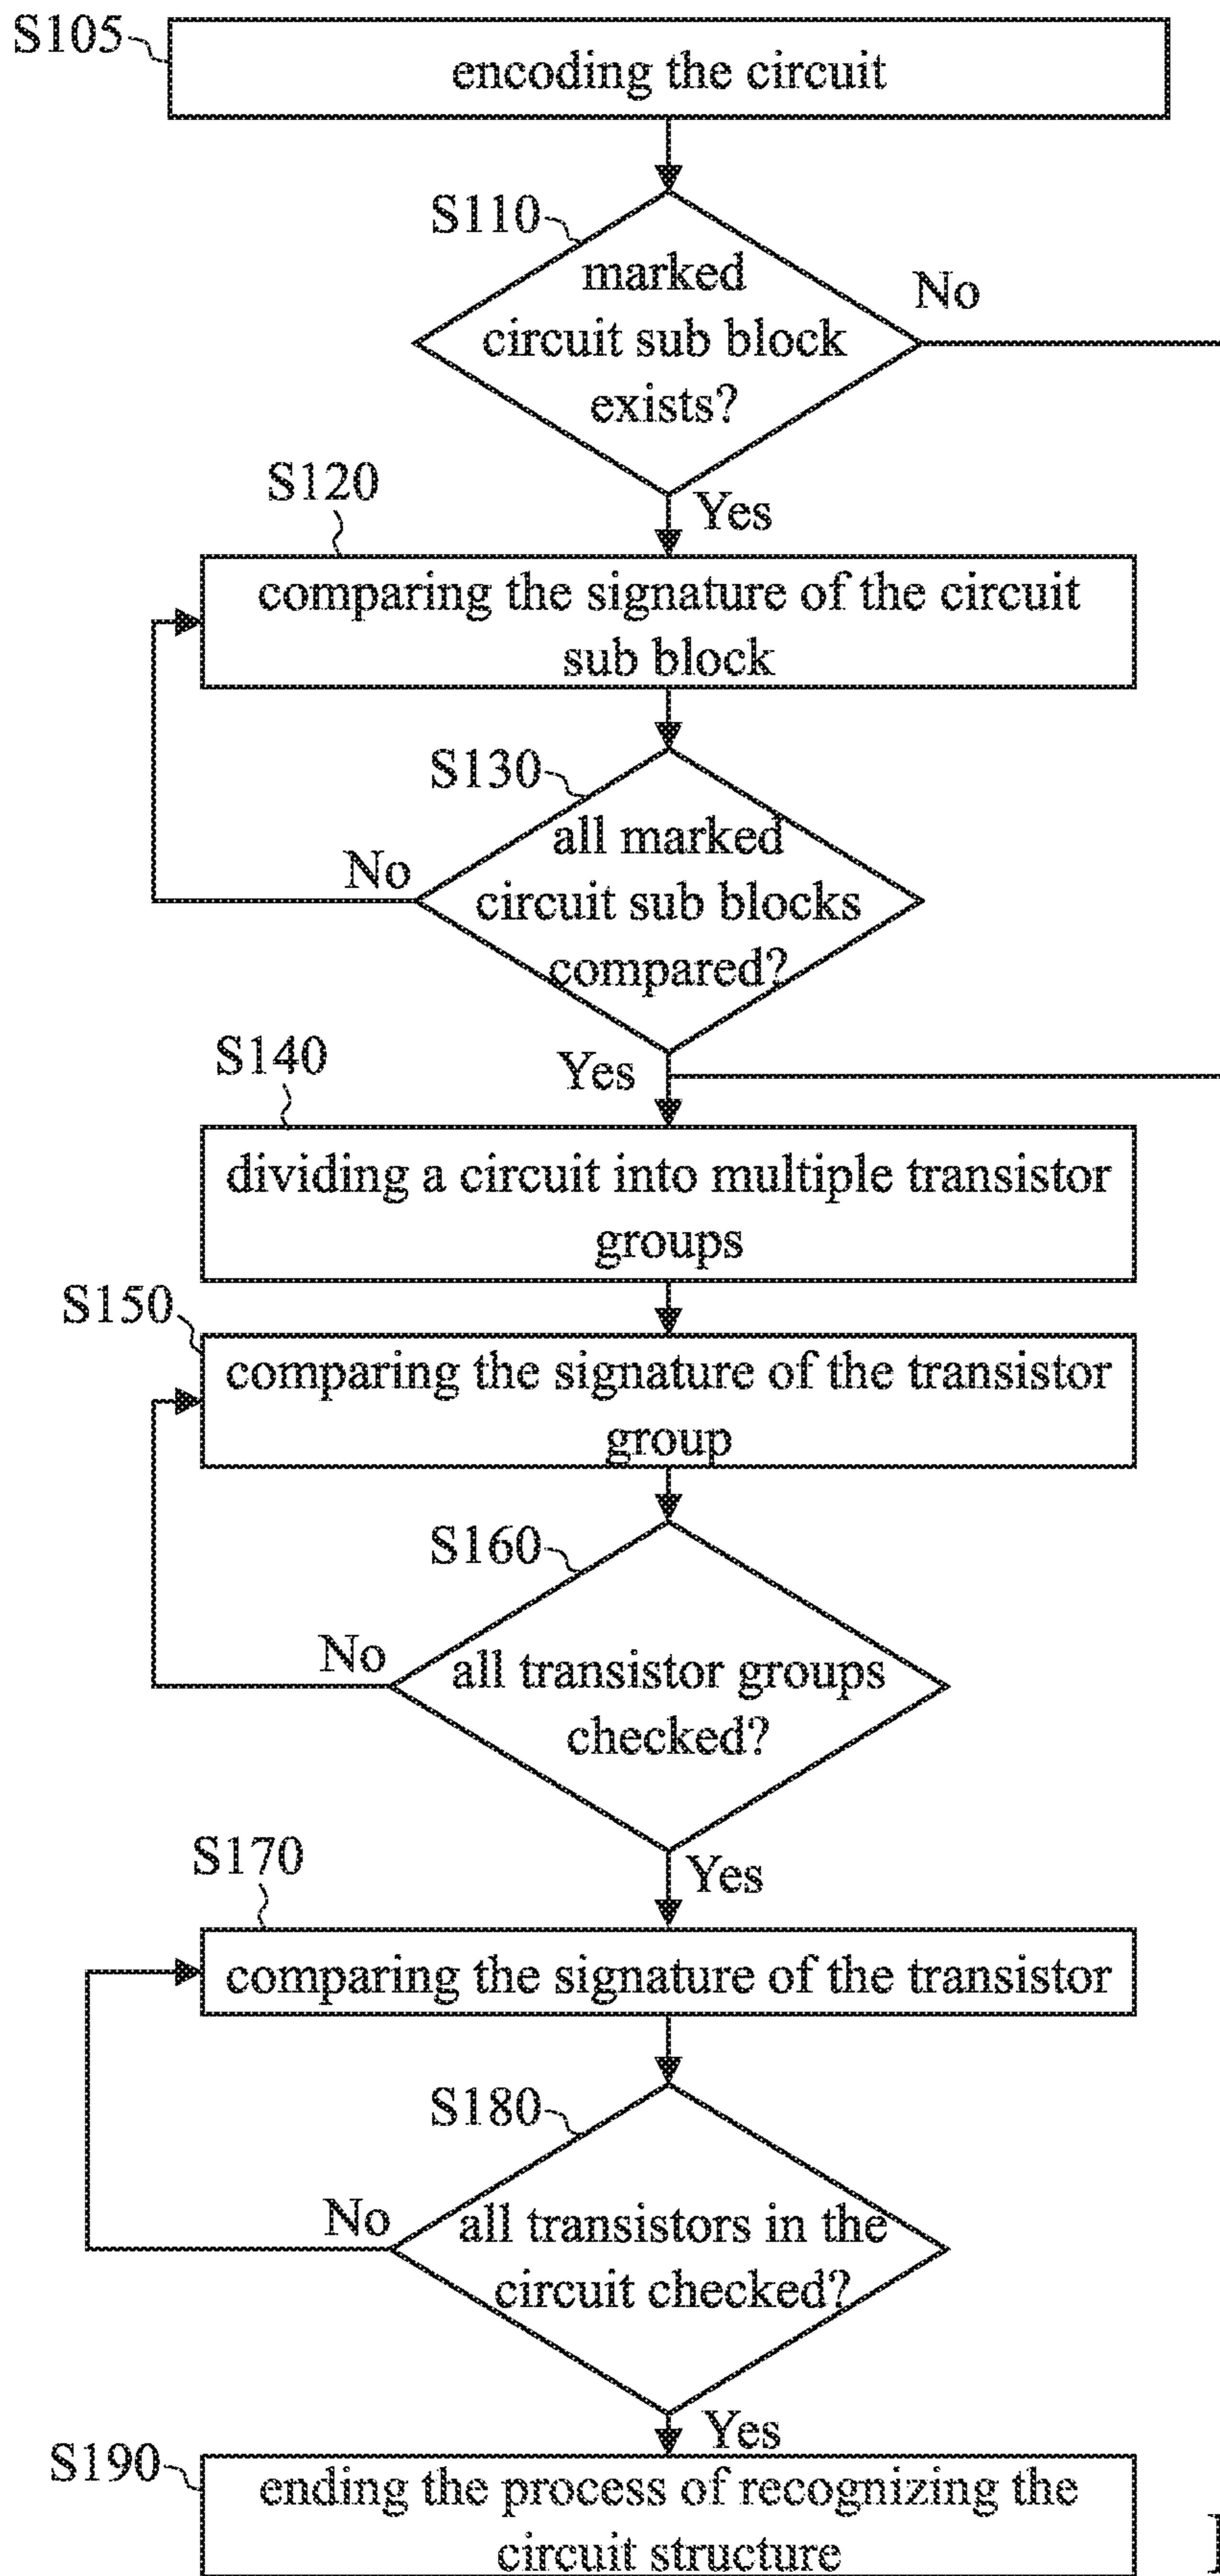 S105
encoding the circuit
S110
marked
circuit sub block
exists?
No
Yes
S120
comparing the signature of the circuit
sub block
S130
all marked
circuit sub blocks
compared?
No
Yes
S140
dividing a circuit into multiple transistor
groups
S150
comparing the signature of the transistor
group
S160
all transistor groups
checked?
No
Yes
S170
comparing the signature of the transistor
S180
all transistors in the
circuit checked?
No
Yes
S190
ending the process of recognizing the
circuit structure